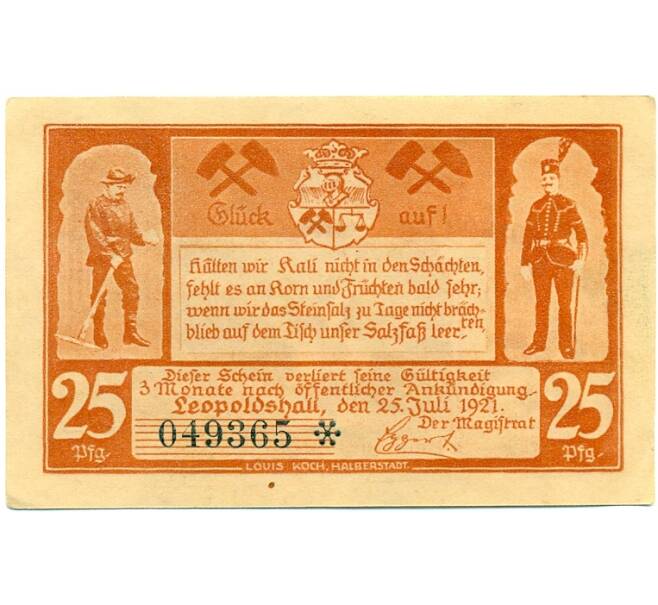 Glück auf!
Hätten wir Kali nicht in den Schächten,
fehlt es an Korn und Früchten bald sehr;
wenn wir das Steinsalz zu Tage nicht bräch-
ten
blieb auf dem Tisch unser Salzfaß leer.
Dieser Schein verliert seine Gültigkeit
3 Monate nach öffentlicher Ankündigung.
Leopoldshall, den 25. Juli 1921.
Der Magistrat
25 Pfg.
049365 *
25 Pfg.
LOUIS KOCH, HALBERSTADT.